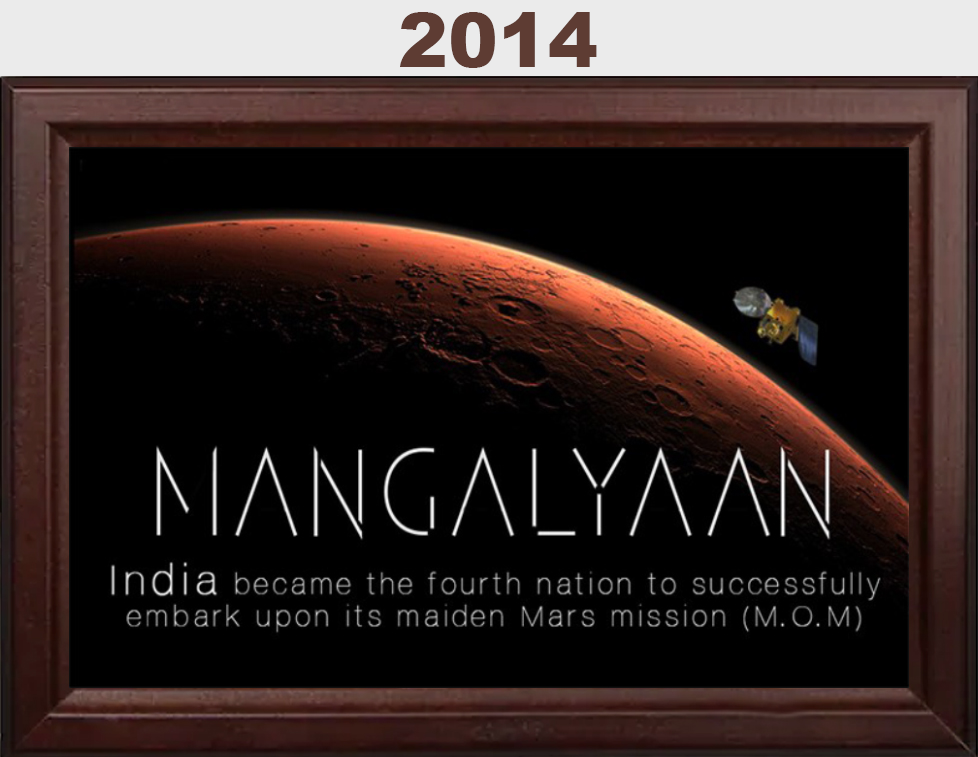 2014
MANGALYAAN
India became the fourth nation to successfully
embark upon its maiden Mars mission (M.O.M)